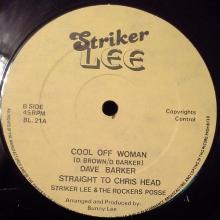 Striker
LEE
B SIDE
45RPM
BL. 21A
Copyrights
Control
COOL OFF WOMAN
(D. BROWN/D. BARKER)
DAVE BARKER
STRAIGHT TO CHRIS HEAD
STRIKER LEE & THE ROCKERS POSSE
Arranged and Produced by
Bunny Lee